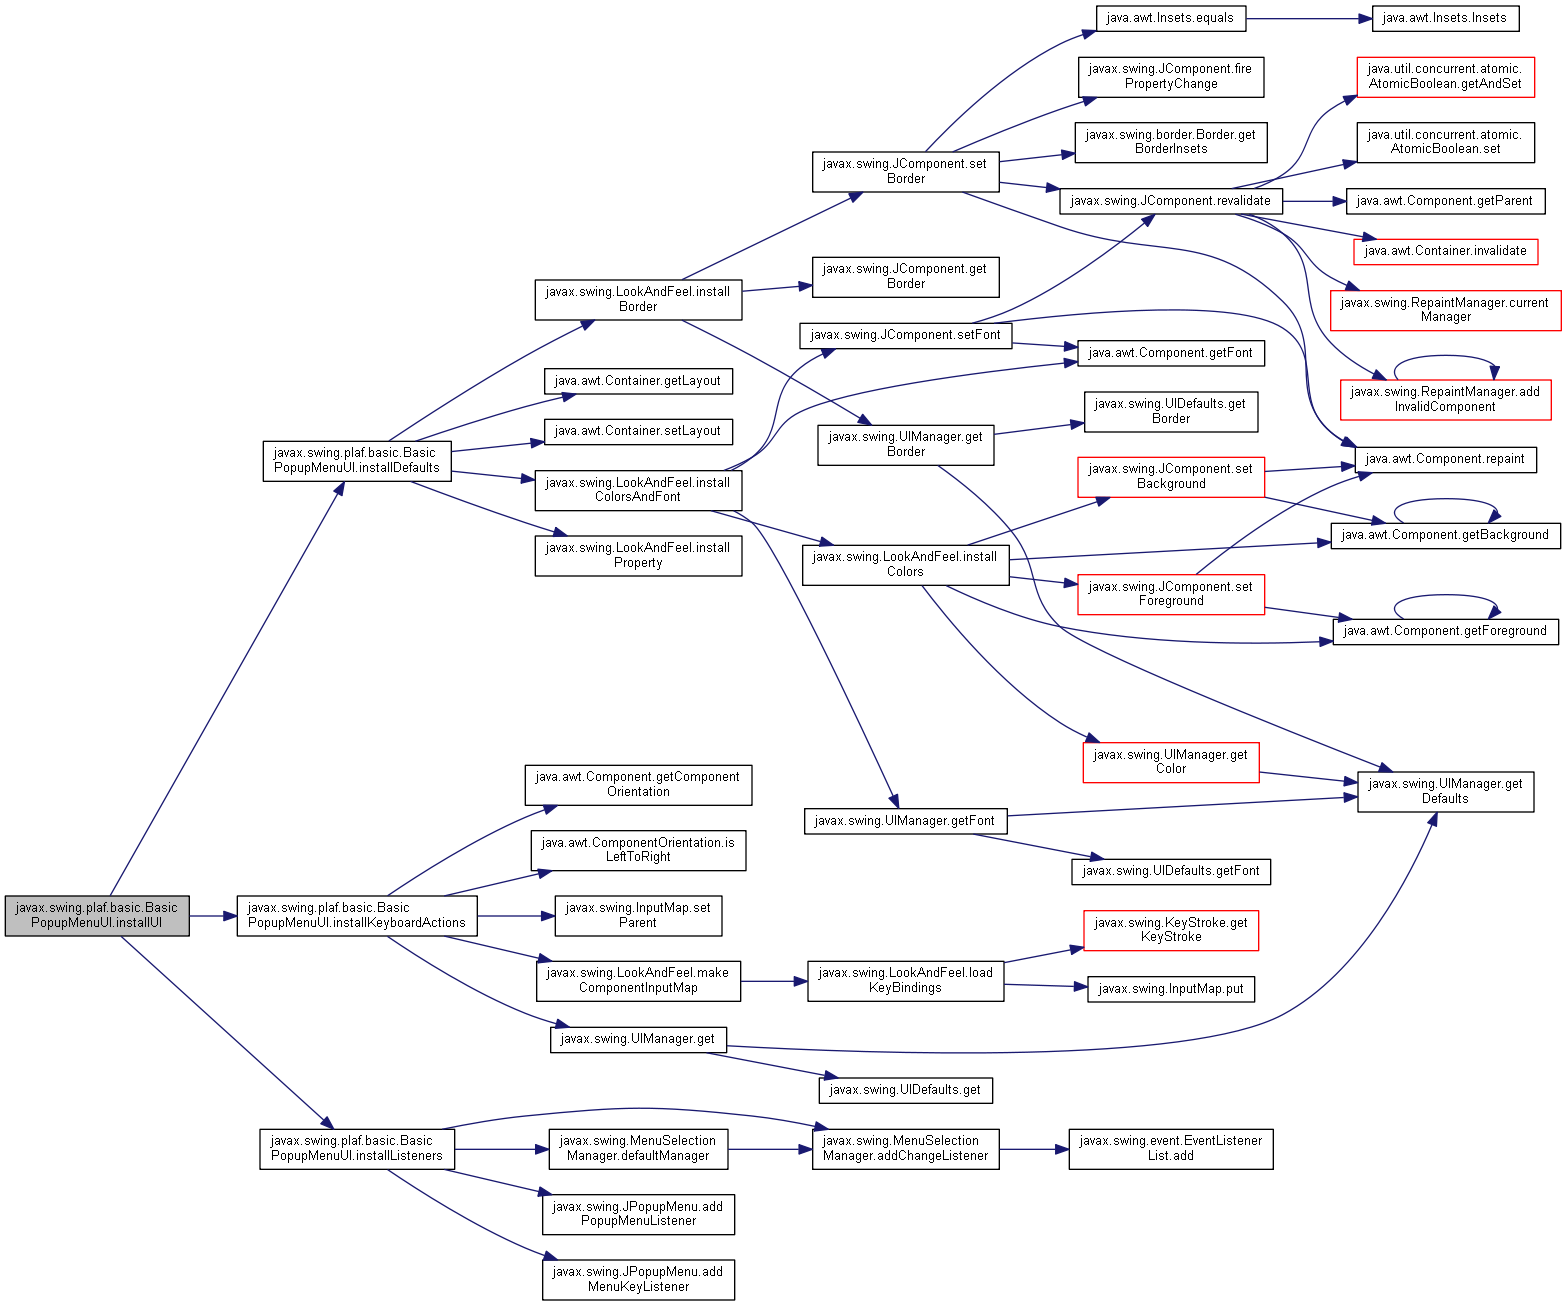 java.awt.Insets.equals
java.awt.Insets.Insets
javax.swing.JComponent.fire
PropertyChange
java.util.concurrent.atomic.
AtomicBoolean.getAndSet
javax.swing.border.Border.get
BorderInsets
java.util.concurrent.atomic.
AtomicBoolean.set
javax.swing.JComponent.set
Border
javax.swing.JComponent.revalidate
java.awt.Component.getParent
java.awt.Container.invalidate
javax.swing.JComponent.get
Border
javax.swing.LookAndFeel.install
Border
javax.swing.RepaintManager.current
Manager
javax.swing.JComponent.setFont
java.awt.Component.getFont
java.awt.Container.getLayout
javax.swing.RepaintManager.add
InvalidComponent
javax.swing.UIDefaults.get
Border
java.awt.Container.setLayout
javax.swing.UIManager.get
Border
javax.swing.plaf.basic.Basic
PopupMenuUI.installDefaults
java.awt.Component.repaint
javax.swing.JComponent.set
Background
javax.swing.LookAndFeel.install
ColorsAndFont
java.awt.Component.getBackground
javax.swing.LookAndFeel.install
Property
javax.swing.LookAndFeel.install
Colors
javax.swing.JComponent.set
Foreground
java.awt.Component.getForeground
javax.swing.UIManager.get
Color
java.awt.Component.getComponent
Orientation
javax.swing.UIManager.get
Defaults
javax.swing.UIManager.getFont
java.awt.ComponentOrientation.is
LeftToRight
javax.swing.UIDefaults.getFont
javax.swing.plaf.basic.Basic
PopupMenuUI.installUI
javax.swing.plaf.basic.Basic
PopupMenuUI.installKeyboardActions
javax.swing.InputMap.set
Parent
javax.swing.KeyStroke.get
KeyStroke
javax.swing.LookAndFeel.make
ComponentInputMap
javax.swing.LookAndFeel.load
KeyBindings
javax.swing.InputMap.put
javax.swing.UIManager.get
javax.swing.UIDefaults.get
javax.swing.plaf.basic.Basic
PopupMenuUI.installListeners
javax.swing.MenuSelection
Manager.defaultManager
javax.swing.MenuSelection
Manager.addChangeListener
javax.swing.event.EventListener
List.add
javax.swing.JPopupMenu.add
PopupMenuListener
javax.swing.JPopupMenu.add
MenuKeyListener